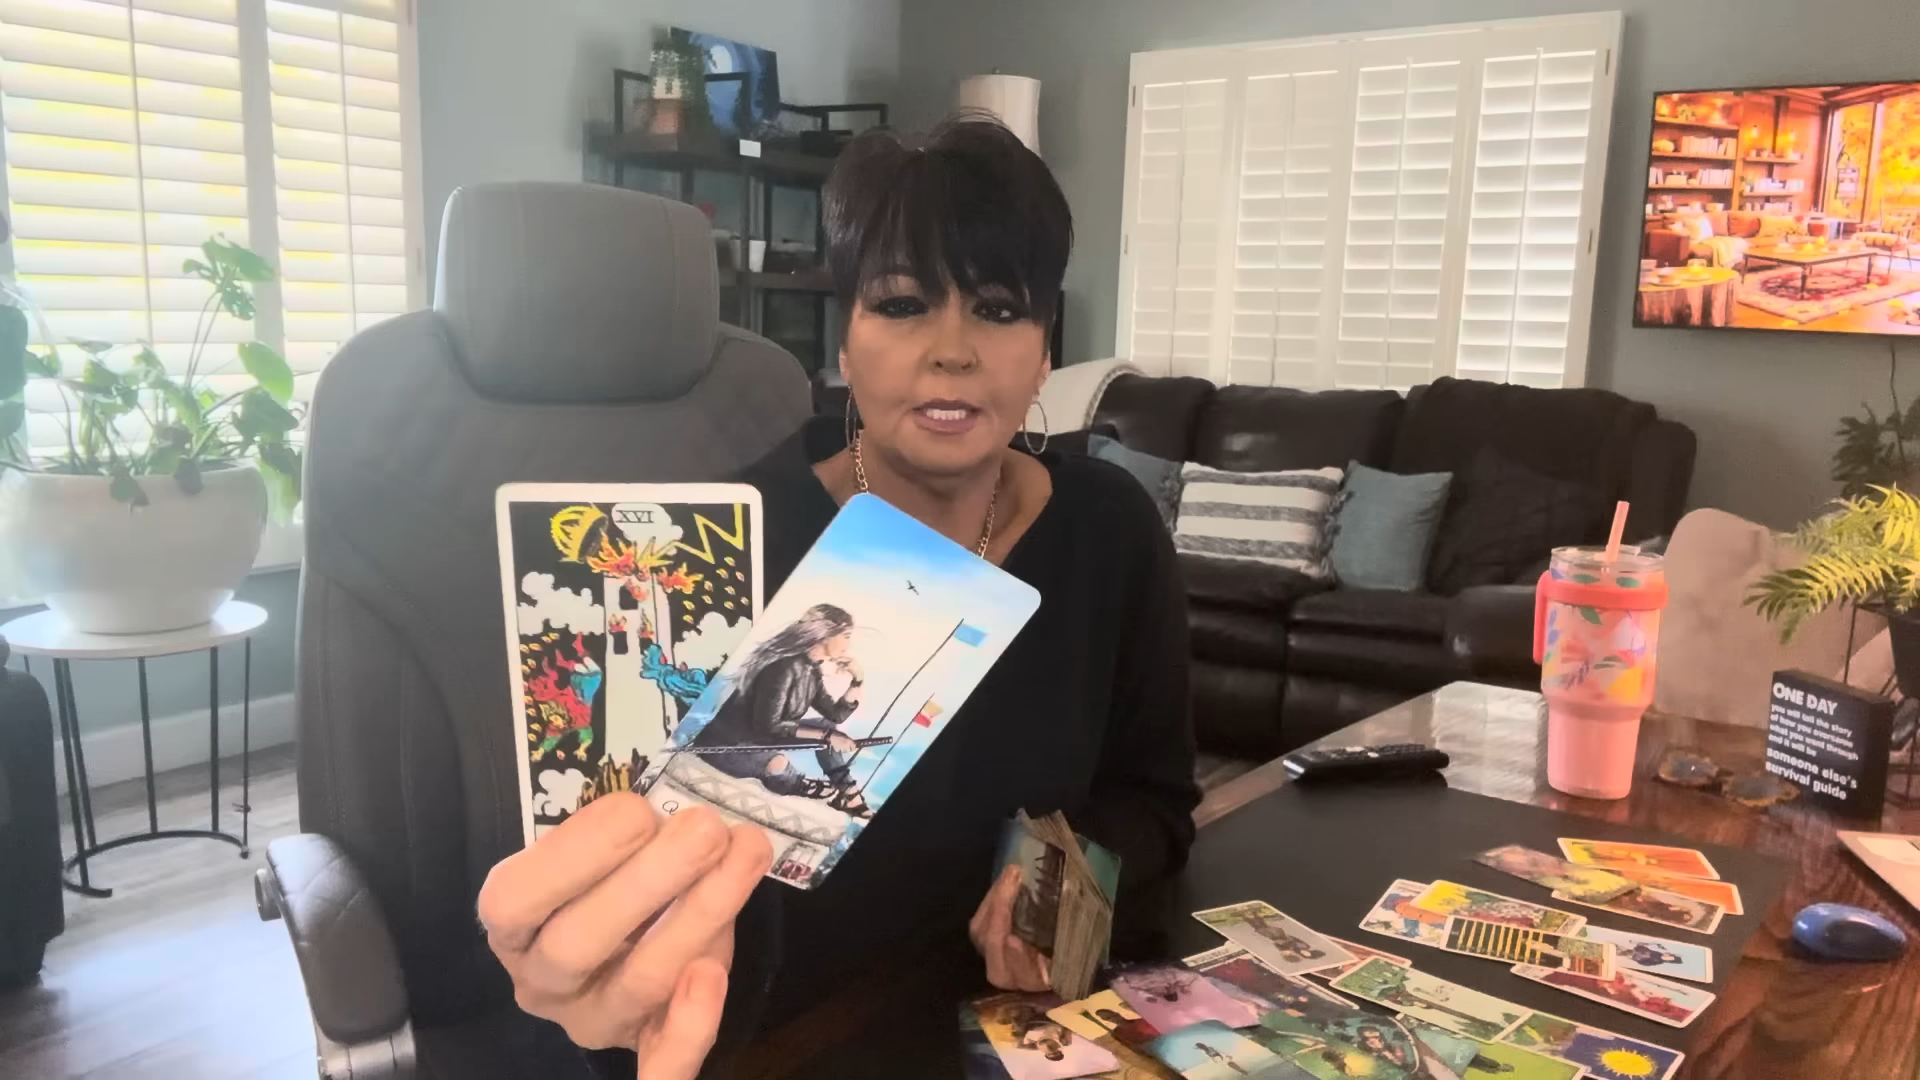 XVI
Q
ONE DAY
you will tell the story
of how you overcame
what you went through
and it will be
someone else's
survival guide